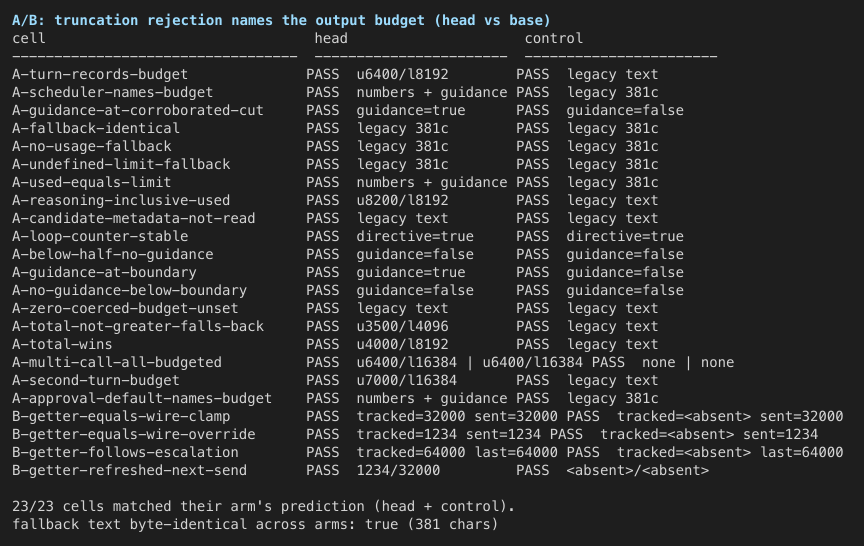 A/B: truncation rejection names the output budget (head vs base)
cell                                head                     control
----------------------------------  -----------------------  -----------------------
A-turn-records-budget              PASS  u6400/l8192        PASS  legacy text
A-scheduler-names-budget           PASS  numbers + guidance PASS  legacy 381c
A-guidance-at-corroborated-cut     PASS  guidance=true      PASS  guidance=false
A-fallback-identical               PASS  legacy 381c        PASS  legacy 381c
A-no-usage-fallback                PASS  legacy 381c        PASS  legacy 381c
A-undefined-limit-fallback         PASS  legacy 381c        PASS  legacy 381c
A-used-equals-limit                PASS  numbers + guidance PASS  legacy 381c
A-reasoning-inclusive-used         PASS  u8200/l8192        PASS  legacy text
A-candidate-metadata-not-read      PASS  legacy text        PASS  legacy text
A-loop-counter-stable              PASS  directive=true     PASS  directive=true
A-below-half-no-guidance           PASS  guidance=false     PASS  guidance=false
A-guidance-at-boundary             PASS  guidance=true      PASS  guidance=false
A-no-guidance-below-boundary       PASS  guidance=false     PASS  guidance=false
A-zero-coerced-budget-unset        PASS  legacy text        PASS  legacy text
A-total-not-greater-falls-back     PASS  u3500/l4096        PASS  legacy text
A-total-wins                       PASS  u4000/l8192        PASS  legacy text
A-multi-call-all-budgeted          PASS  u6400/l16384 | u6400/l16384 PASS  none | none
A-second-turn-budget               PASS  u7000/l16384       PASS  legacy text
A-approval-default-names-budget    PASS  numbers + guidance PASS  legacy 381c
B-getter-equals-wire-clamp         PASS  tracked=32000 sent=32000 PASS  tracked=<absent> sent=32000
B-getter-equals-wire-override      PASS  tracked=1234 sent=1234 PASS  tracked=<absent> sent=1234
B-getter-follows-escalation        PASS  tracked=64000 last=64000 PASS  tracked=<absent> last=64000
B-getter-refreshed-next-send       PASS  1234/32000         PASS  <absent>/<absent>
23/23 cells matched their arm's prediction (head + control).
fallback text byte-identical across arms: true (381 chars)